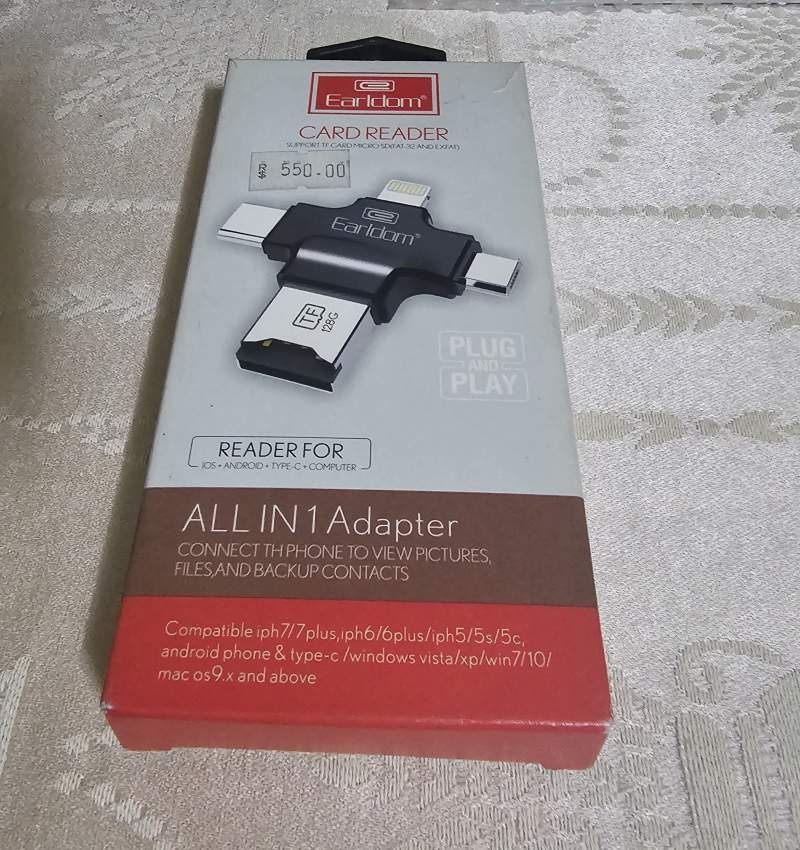 Earldom®
CARD READER
SUPPORT TF CARD MICRO SD(FAT-32 AND EXFAT)
550.00
Earldom®
TF
128G
PLUG
AND
PLAY
READER FOR
iOS + ANDROID + TYPE-C + COMPUTER
ALL IN 1 Adapter
CONNECT TH PHONE TO VIEW PICTURES,
FILES,AND BACKUP CONTACTS
Compatible iph7/7plus,iph6/6plus/iph5/5s/5c,
android phone & type-c /windows vista/xp/win7/10/
mac os9.x and above